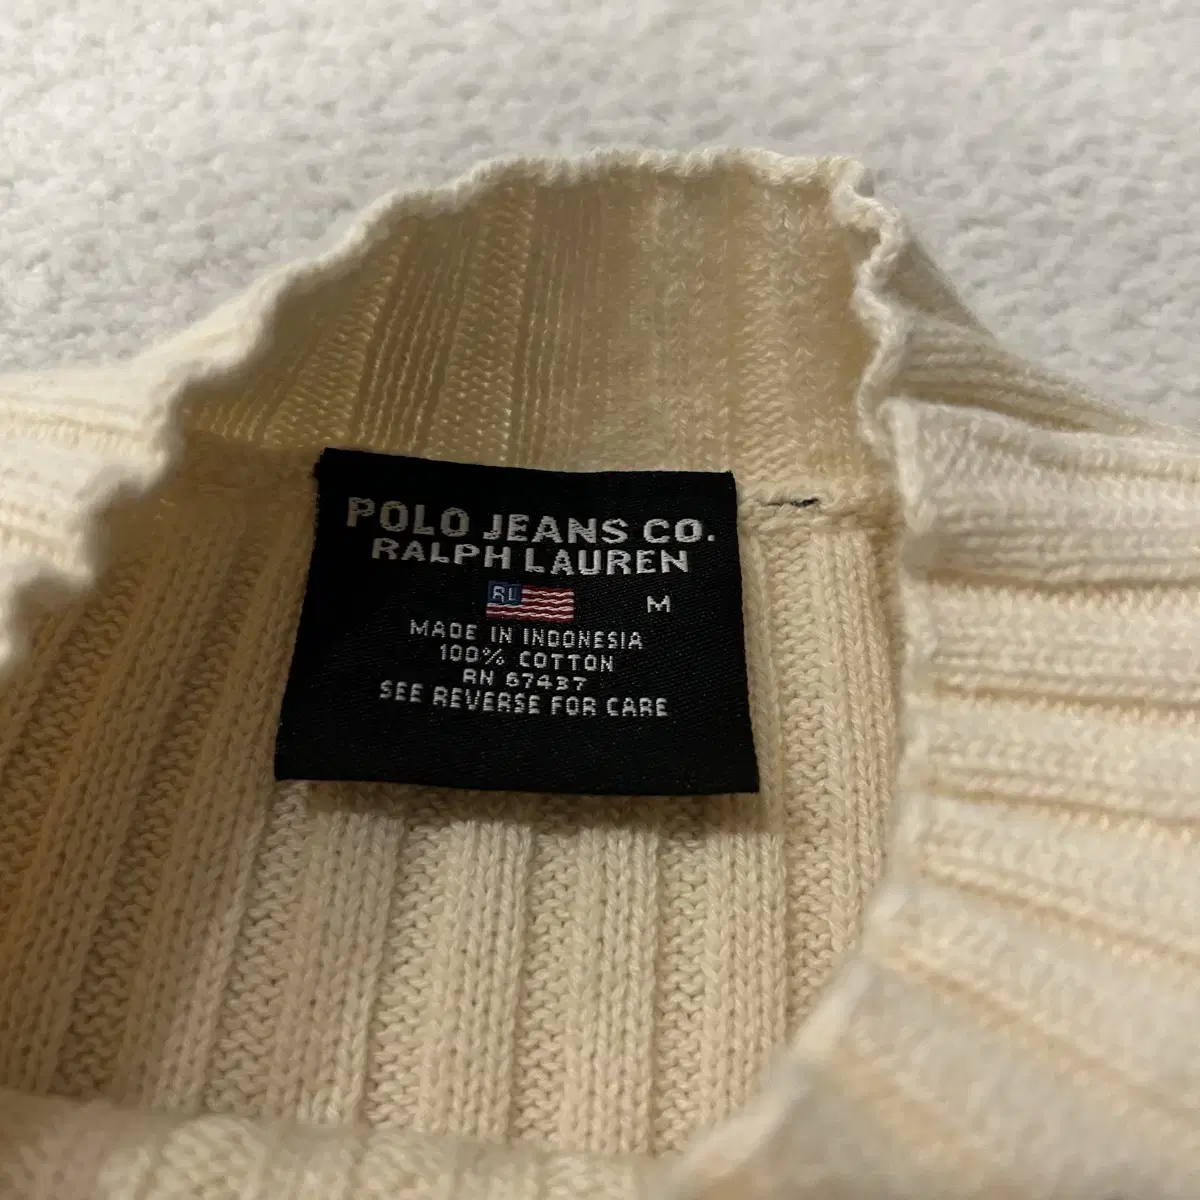 POLO JEANS CO.
RALPH LAUREN
RL
M
MADE IN INDONESIA
100% COTTON
RN 67437
SEE REVERSE FOR CARE